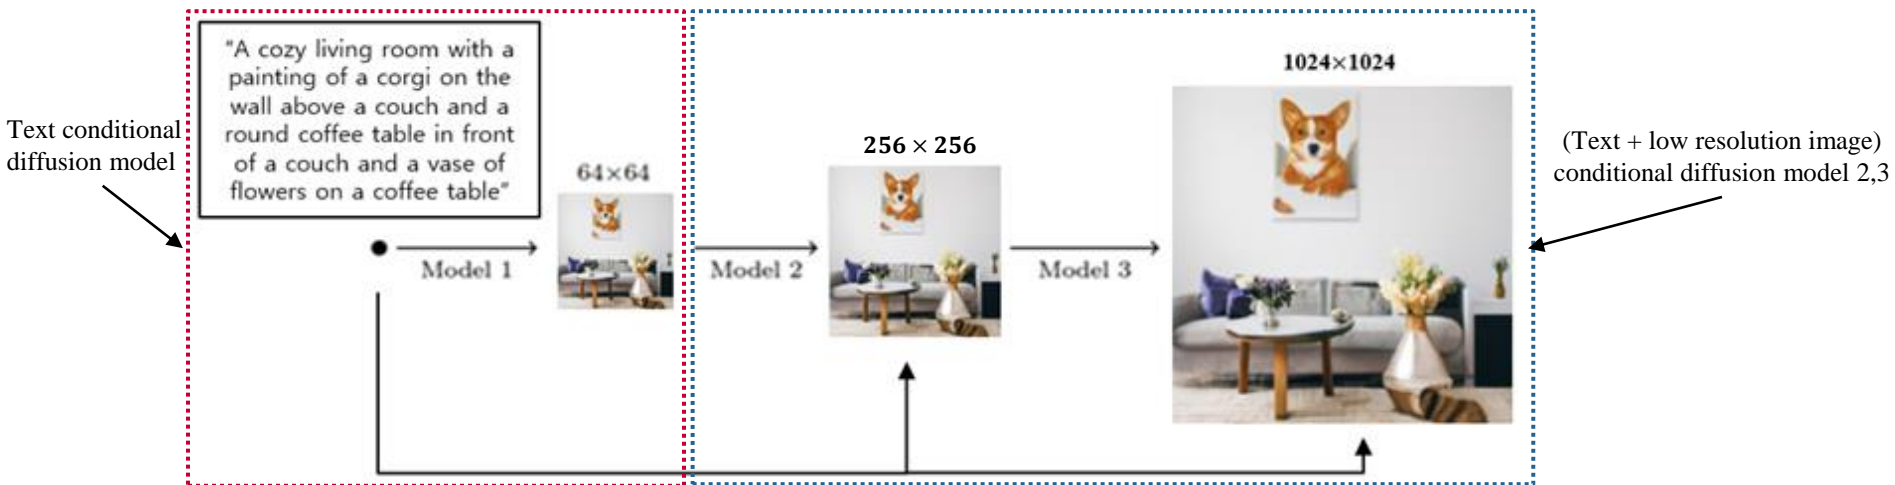 "A cozy living room with a
painting of a corgi on the
wall above a couch and a
round coffee table in front
of a couch and a vase of
flowers on a coffee table"
Text conditional
diffusion model
64×64
Model 1
Model 2
256 × 256
Model 3
1024×1024
(Text + low resolution image)
conditional diffusion model 2,3